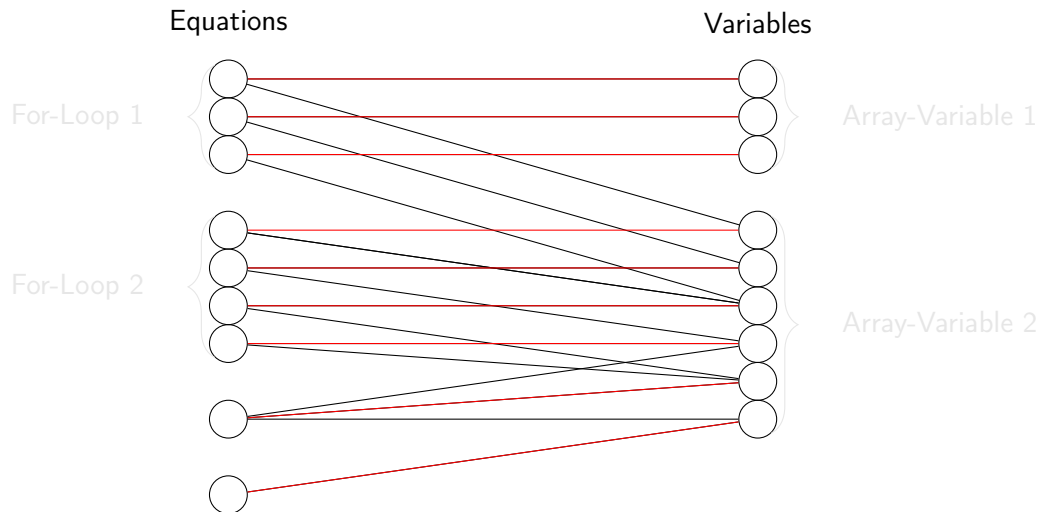 Equations
Variables
For-Loop 1
Array-Variable 1
For-Loop 2
Array-Variable 2